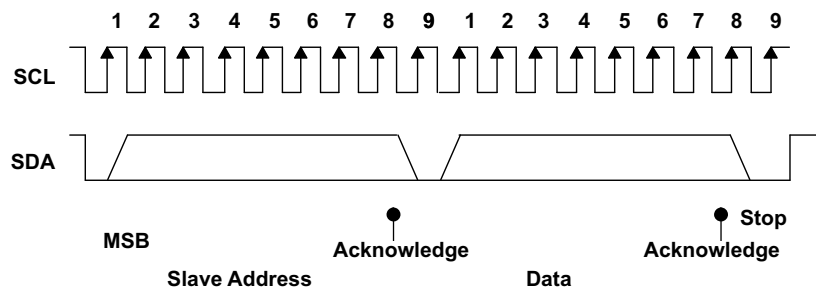 1 2 3 4 5 6 7 8 9 1 2 3 4 5 6 7 8 9
SCL
SDA
Stop
MSB
Acknowledge Acknowledge
Slave Address Data